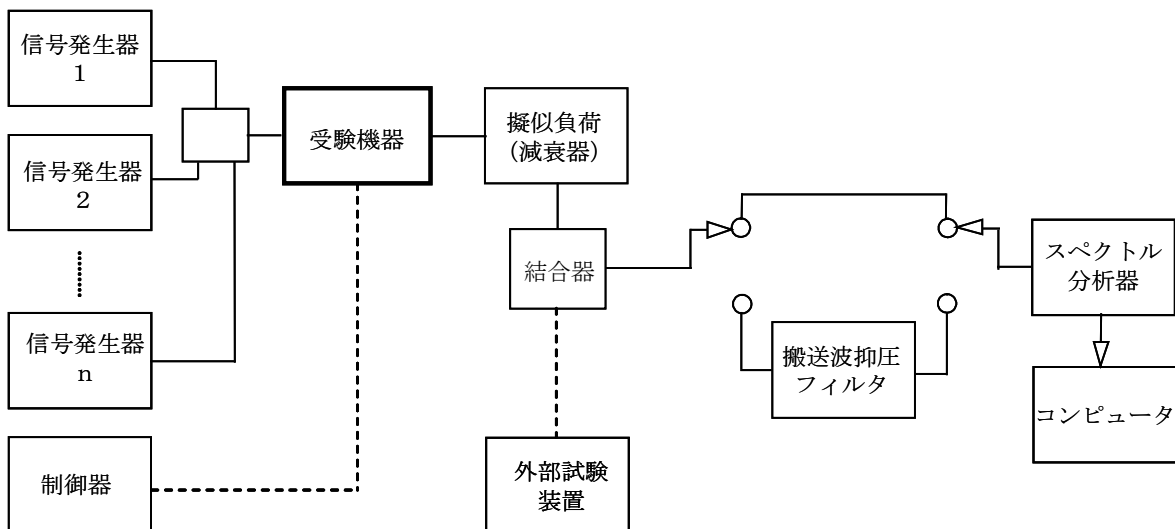 信号発生器
1
信号発生器
2
信号発生器
n
制御器
受験機器
擬似負荷
(減衰器)
結合器
外部試験
装置
搬送波抑圧
フィルタ
スペクトル
分析器
コンピュータ